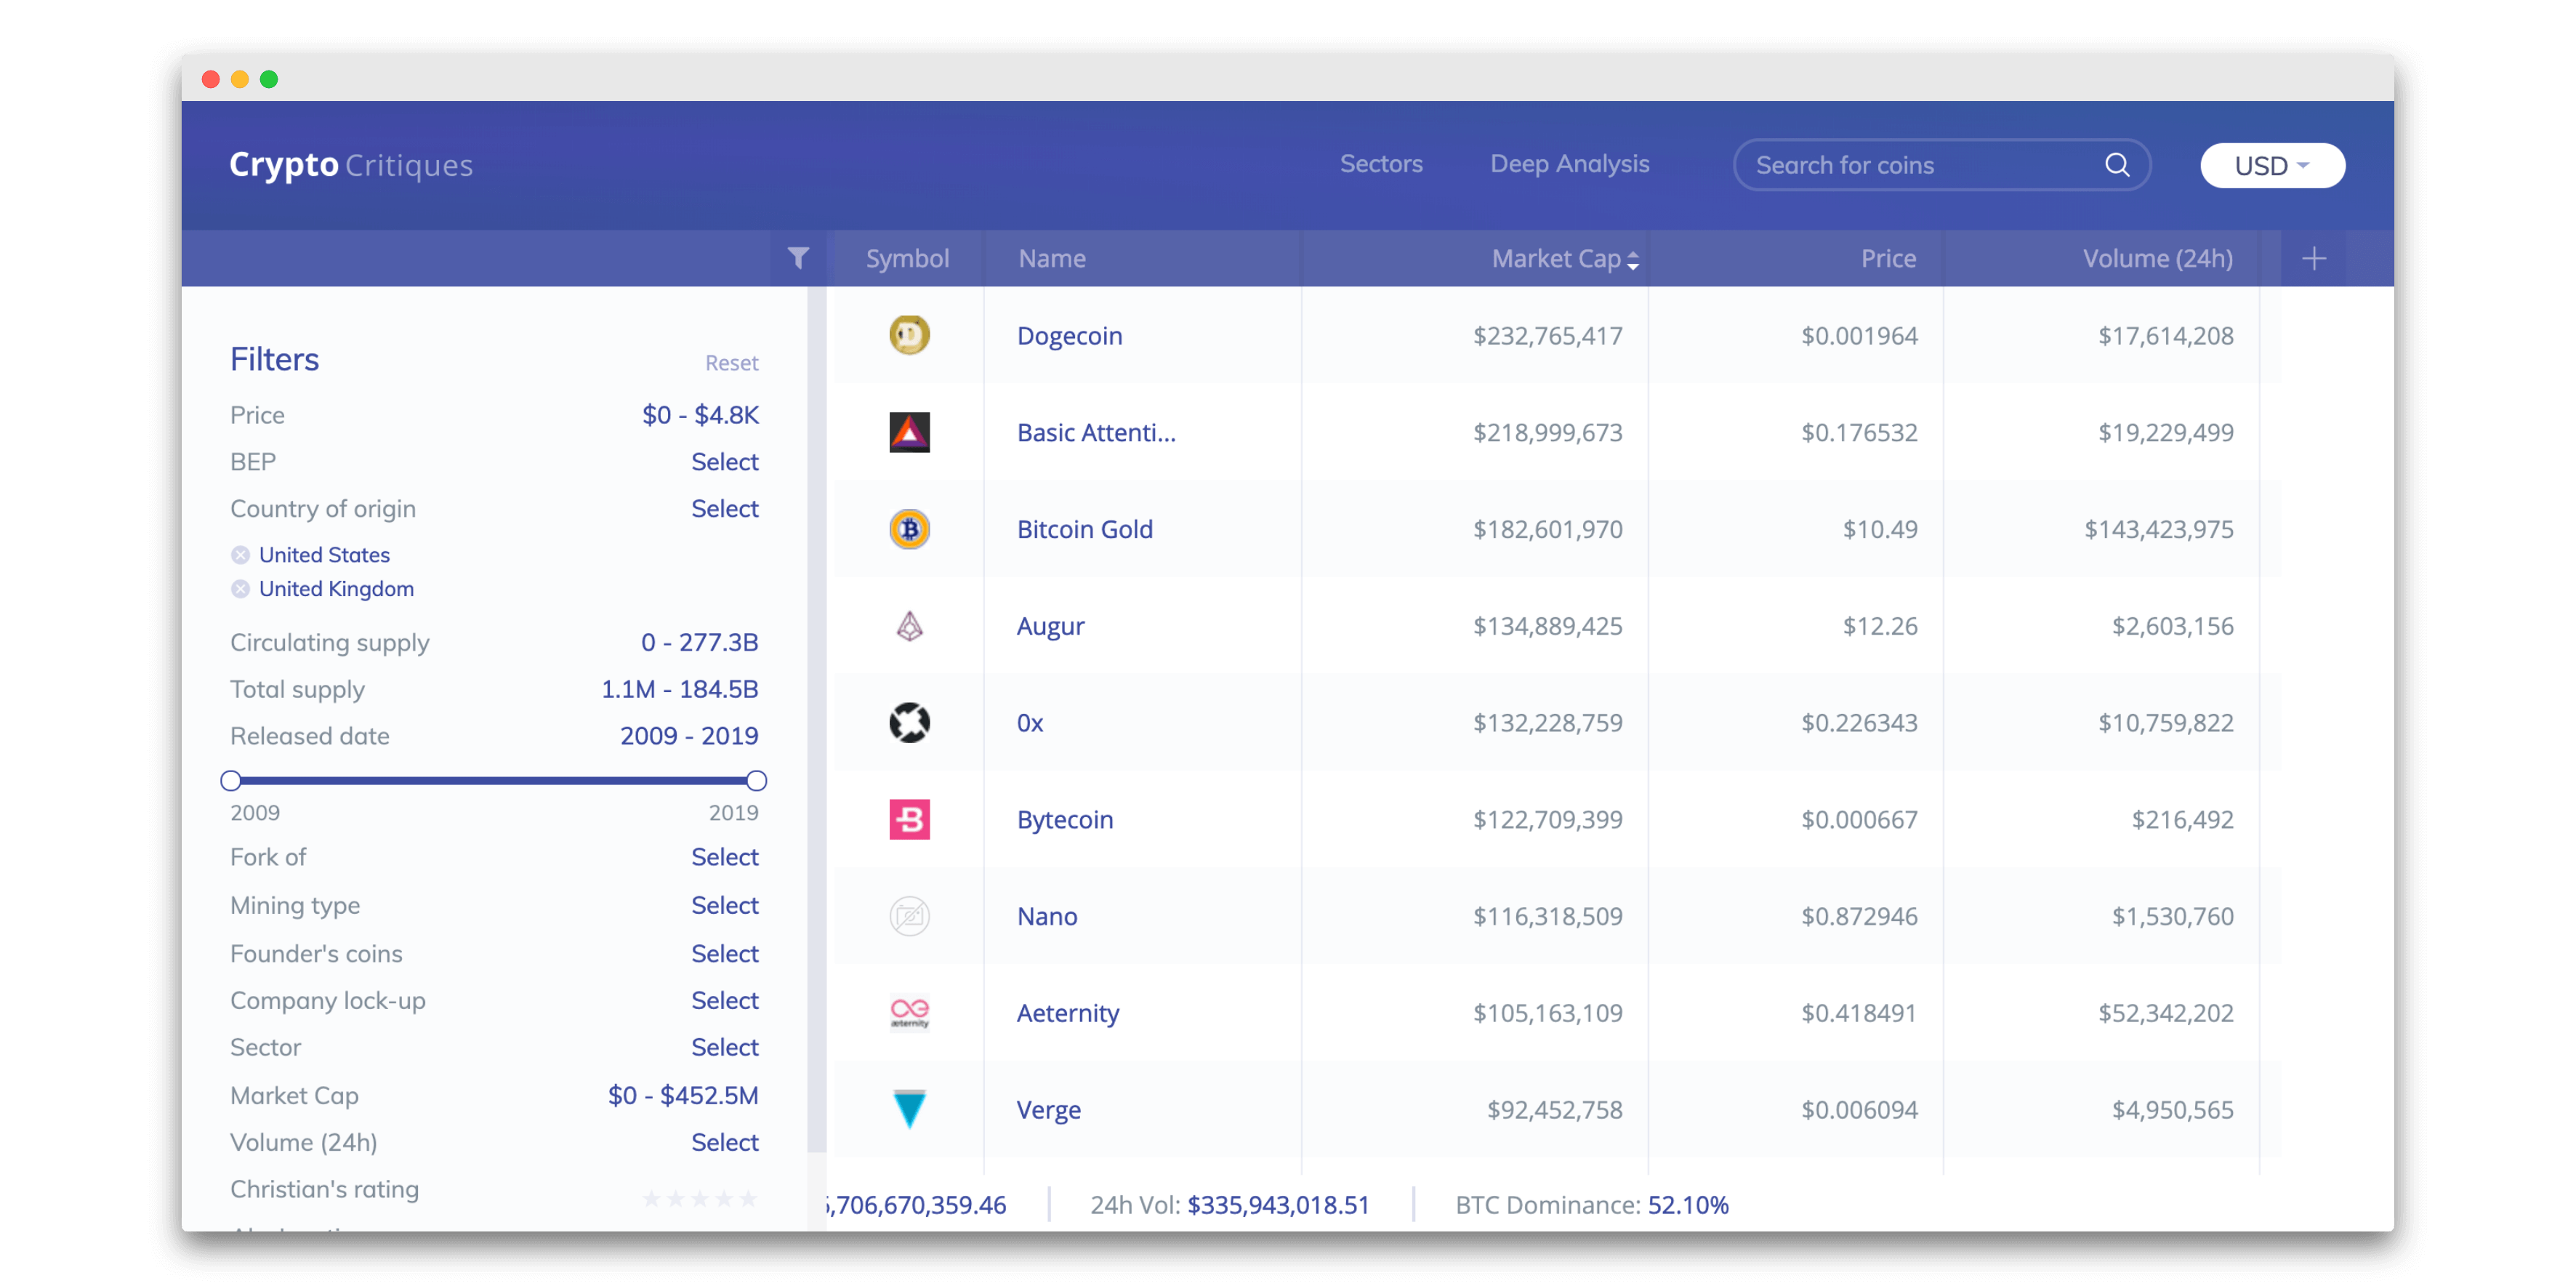 Crypto Critiques
Sectors Deep Analysis Search for coins USD
Symbol Name Market Cap Price Volume (24h)
Filters Reset
Price $0 - $4.8K
BEP Select
Country of origin Select
United States
United Kingdom
Circulating supply 0 - 277.3B
Total supply 1.1M - 184.5B
Released date 2009 - 2019
2009 2019
Fork of Select
Mining type Select
Founder's coins Select
Company lock-up Select
Sector Select
Market Cap $0 - $452.5M
Volume (24h) Select
Christian's rating
Dogecoin $232,765,417 $0.001964 $17,614,208
Basic Attenti... $218,999,673 $0.176532 $19,229,499
Bitcoin Gold $182,601,970 $10.49 $143,423,975
Augur $134,889,425 $12.26 $2,603,156
0x $132,228,759 $0.226343 $10,759,822
Bytecoin $122,709,399 $0.000667 $216,492
Nano $116,318,509 $0.872946 $1,530,760
æternity
Aeternity $105,163,109 $0.418491 $52,342,202
Verge $92,452,758 $0.006094 $4,950,565
,706,670,359.46 24h Vol: $335,943,018.51 BTC Dominance: 52.10%